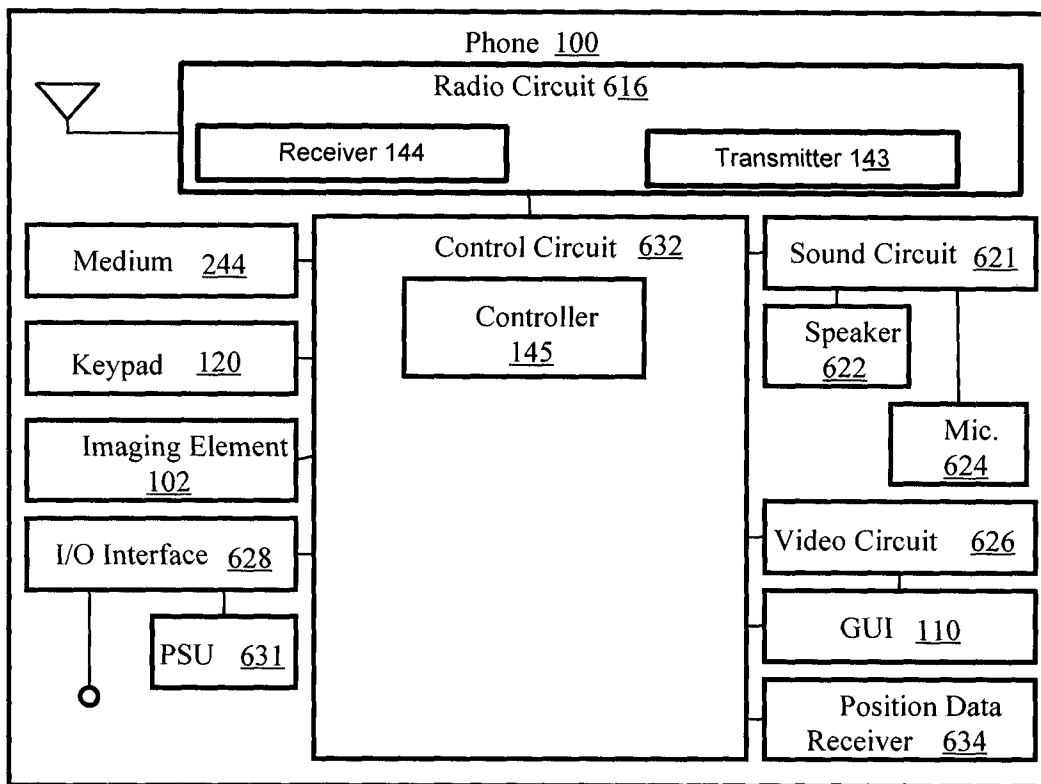 Phone 100
Radio Circuit 616
Receiver 144
Transmitter 143
Medium 244
Control Circuit 632
Sound Circuit 621
Controller
145
Speaker
622
Keypad 120
Mic.
624
Imaging Element
102
I/O Interface 628
Video Circuit 626
PSU 631
GUI 110
Position Data
Receiver 634